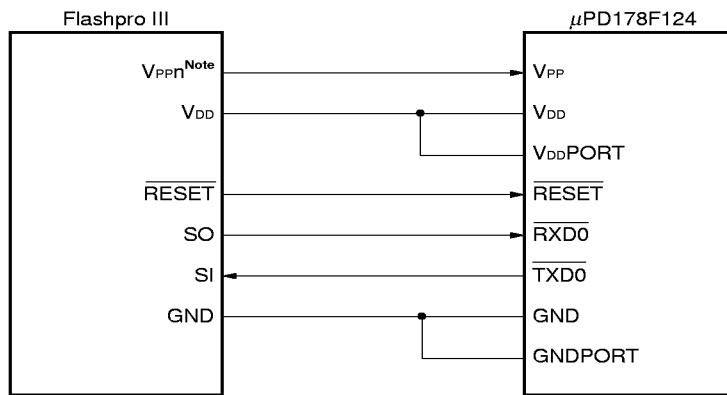 Flashpro III
μPD178F124
VPPnNote
VPP
VDD
VDD
VDDPORT
RESET
RESET
SO
RXD0
SI
TXD0
GND
GND
GNDPORT